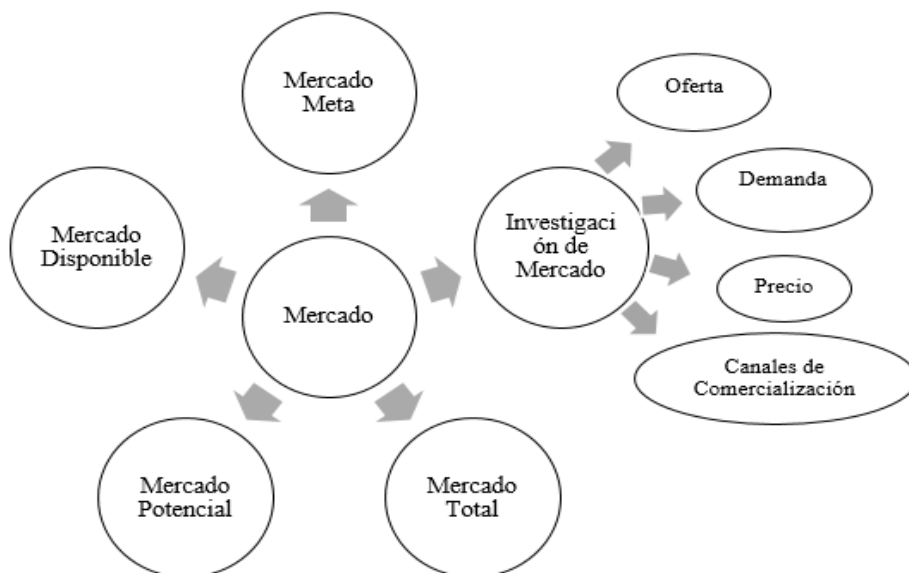 Mercado
Meta
Oferta
Demanda
Investigaci
ón de
Mercado
Mercado
Disponible
Mercado
Precio
Canales de
Comercialización
Mercado
Potencial
Mercado
Total